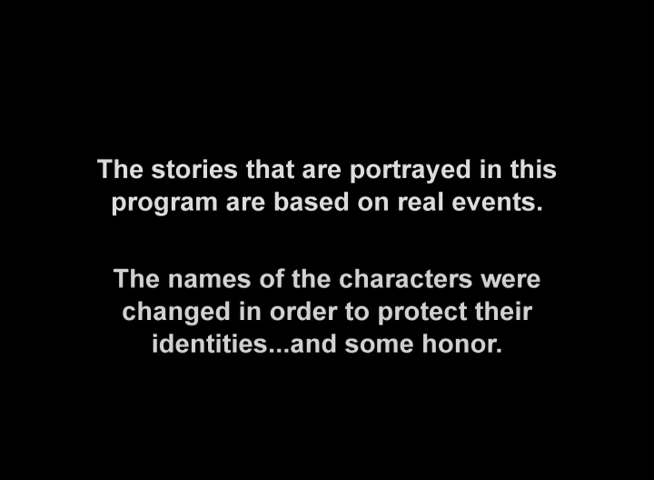 The stories that are portrayed in this
program are based on real events.
The names of the characters were
changed in order to protect their
identities...and some honor.